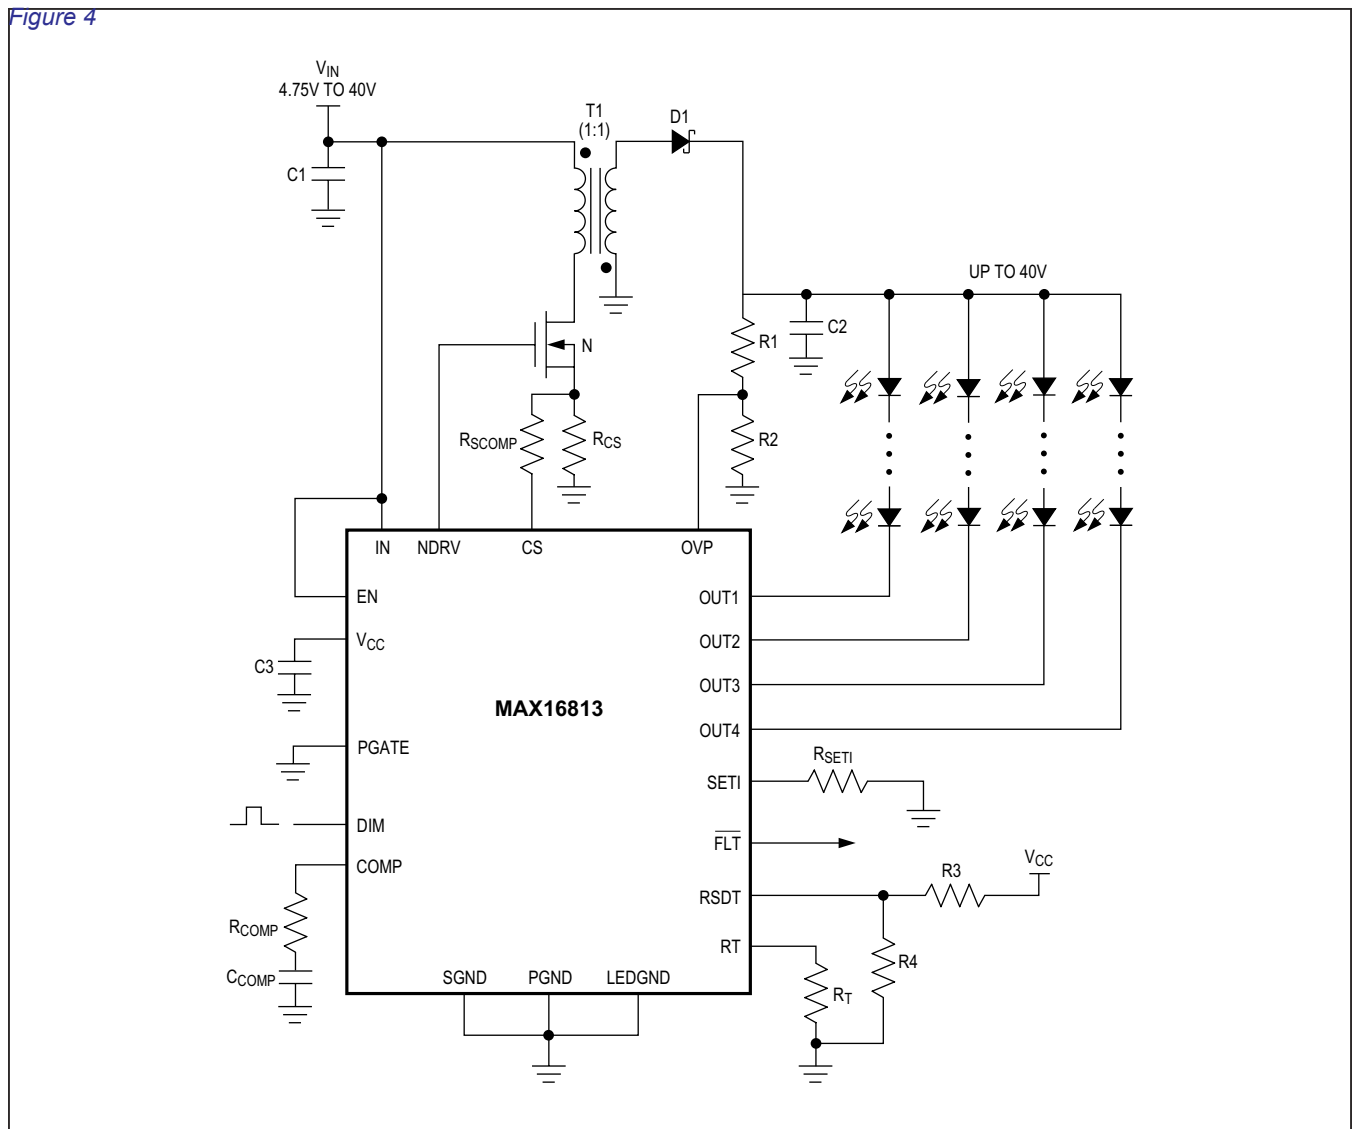 Figure 4
VIN
4.75V TO 40V
T1
(1:1)
D1
C1
UP TO 40V
C2
R1
N
RSCOMP
RCS
R2
IN
NDRV
CS
OVP
EN
OUT1
VCC
OUT2
C3
OUT3
MAX16813
OUT4
PGATE
RSETI
SETI
DIM
FLT
COMP
VCC
R3
RSDT
RCOMP
RT
R4
CCOMP
SGND
PGND
LEDGND
RT